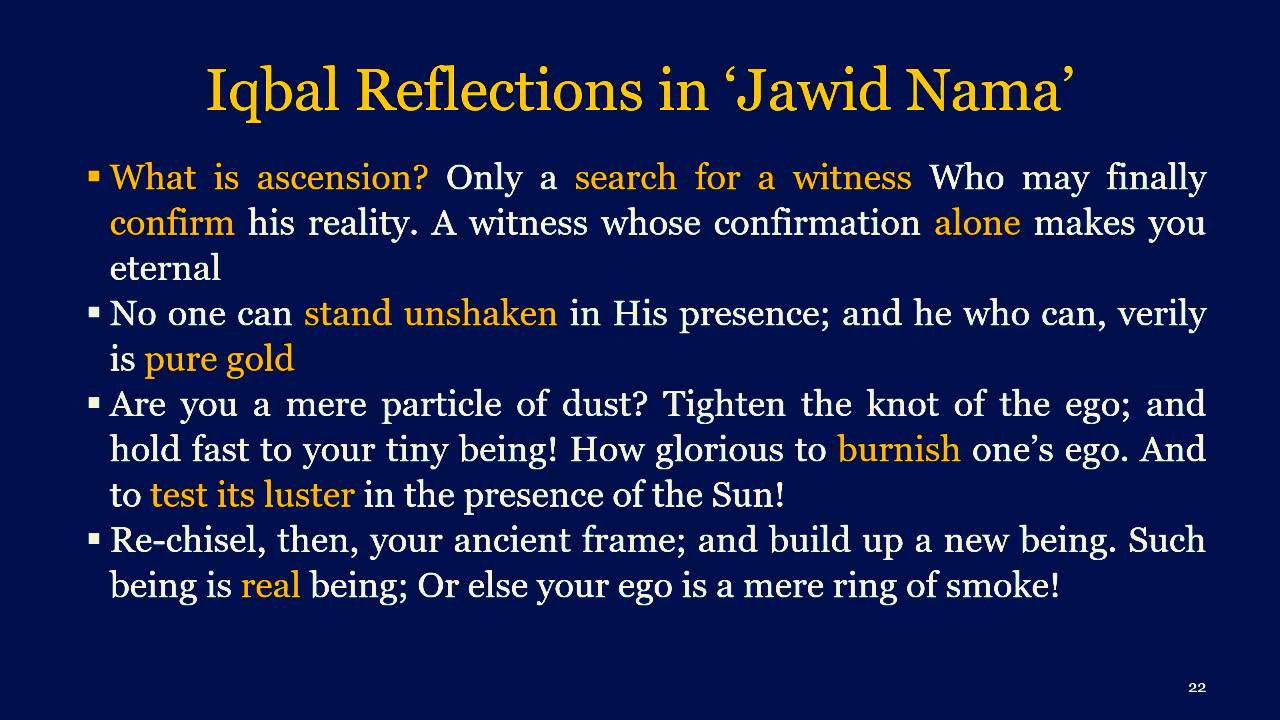 Iqbal Reflections in ‘Jawid Nama’
▪ What is ascension? Only a search for a witness Who may finally
confirm his reality. A witness whose confirmation alone makes you
eternal
▪ No one can stand unshaken in His presence; and he who can, verily
is pure gold
▪ Are you a mere particle of dust? Tighten the knot of the ego; and
hold fast to your tiny being! How glorious to burnish one’s ego. And
to test its luster in the presence of the Sun!
▪ Re-chisel, then, your ancient frame; and build up a new being. Such
being is real being; Or else your ego is a mere ring of smoke!
22